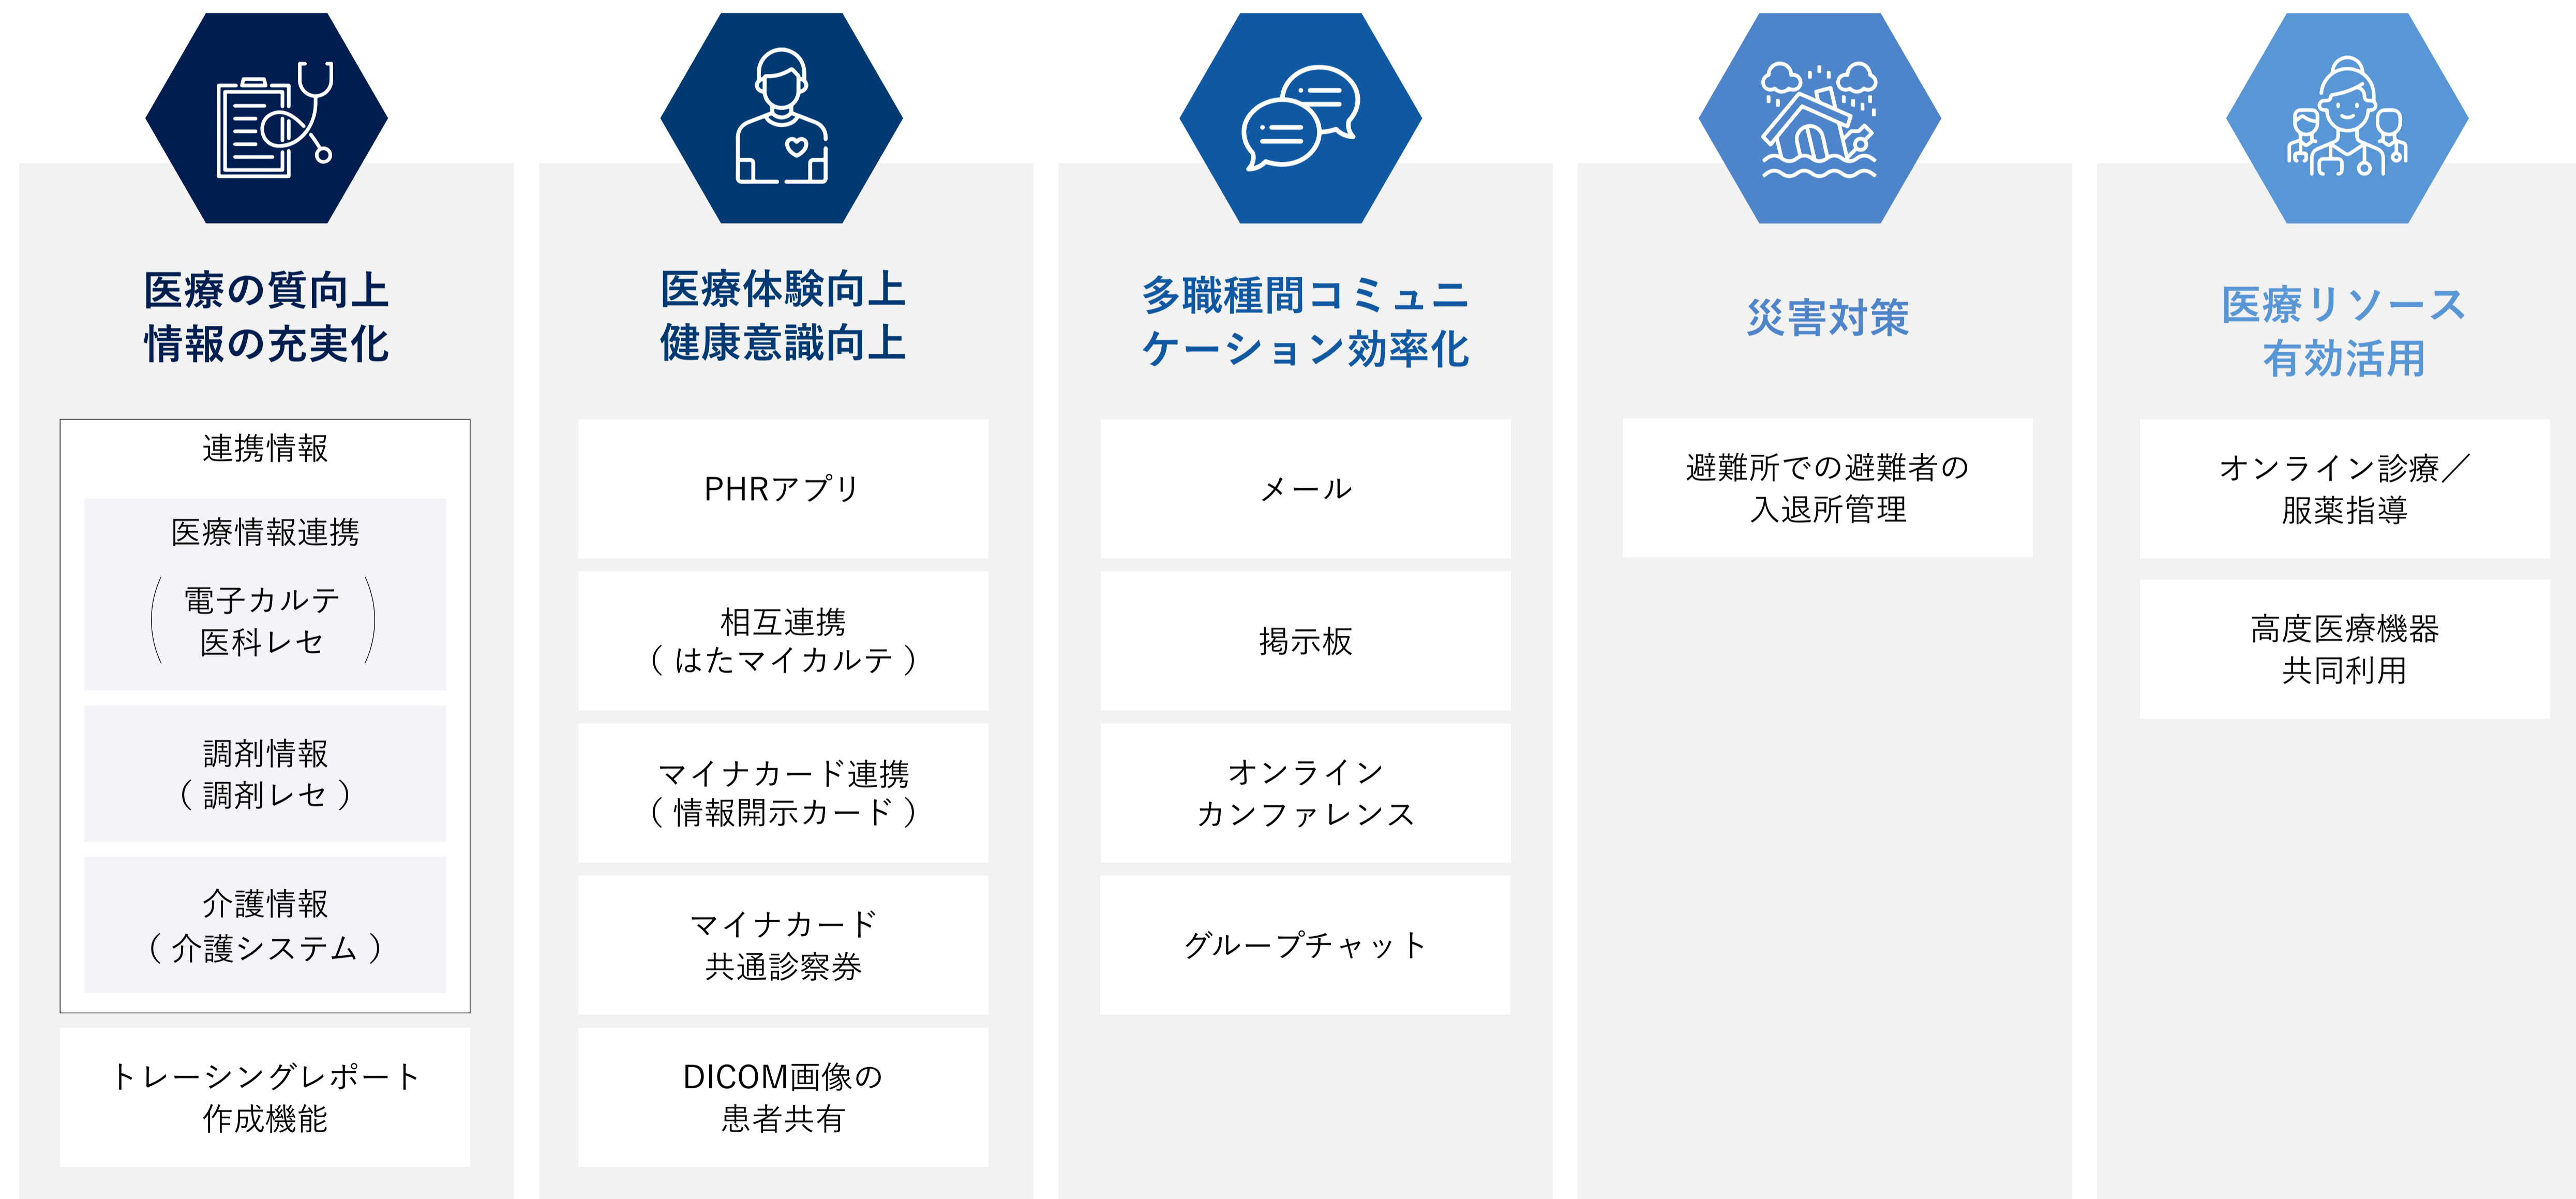 医療の質向上
情報の充実化
連携情報
医療情報連携
電子カルテ
医科レセ
調剤情報
（ 調剤レセ ）
介護情報
（ 介護システム ）
トレーシングレポート
作成機能
医療体験向上
健康意識向上
PHRアプリ
相互連携
（ はたマイカルテ ）
マイナカード連携
（ 情報開示カード ）
マイナカード
共通診察券
DICOM画像の
患者共有
多職種間コミュニ
ケーション効率化
メール
掲示板
オンライン
カンファレンス
グループチャット
災害対策
避難所での避難者の
入退所管理
医療リソース
有効活用
オンライン診療／
服薬指導
高度医療機器
共同利用